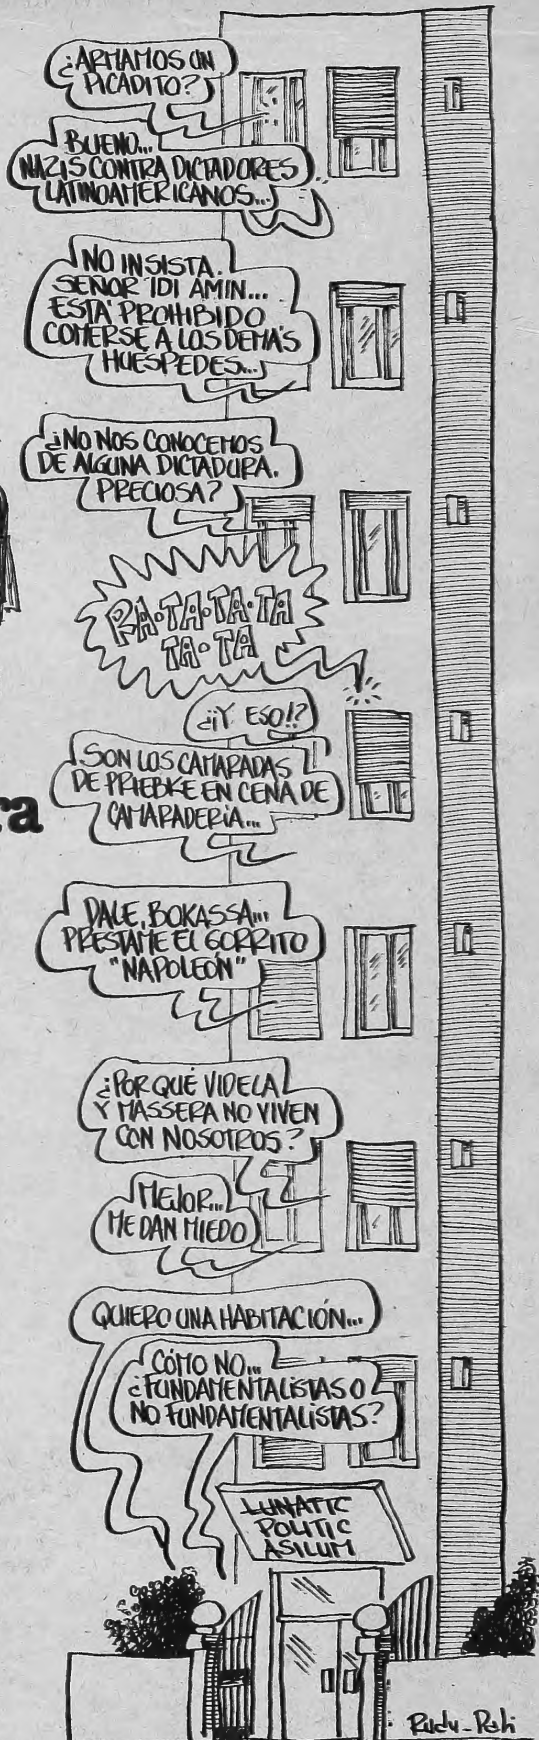 ¿ARMAMOS UN
PICADITO?
BUENO...
NAZIS CONTRA DICTADORES
LATINOAMERICANOS...
NO INSISTA.
SEÑOR IDI AMIN...
ESTÁ PROHIBIDO
COMERSE A LOS DEMÁS
HUESPEDES...
¿NO NOS CONOCEMOS
DE ALGUNA DICTADURA.
PRECIOSA?
RA·TA·TA·TA
TA·TA
¿¡Y ESO!?
SON LOS CAMARADAS
DE PRIEBKE EN CENA DE
CAMARADERÍA...
ra
DALE, BOKASSA...
PRESTAME EL GORRITO
"NAPOLEÓN"
¿POR QUÉ VIDELA
Y MASSERA NO VIVEN
CON NOSOTROS?
MEJOR...
ME DAN MIEDO
QUIERO UNA HABITACIÓN...
CÓMO NO...
¿FUNDAMENTALISTAS O
NO FUNDAMENTALISTAS?
LUNATIC
POLITIC
ASILUM
Rudy-Pati